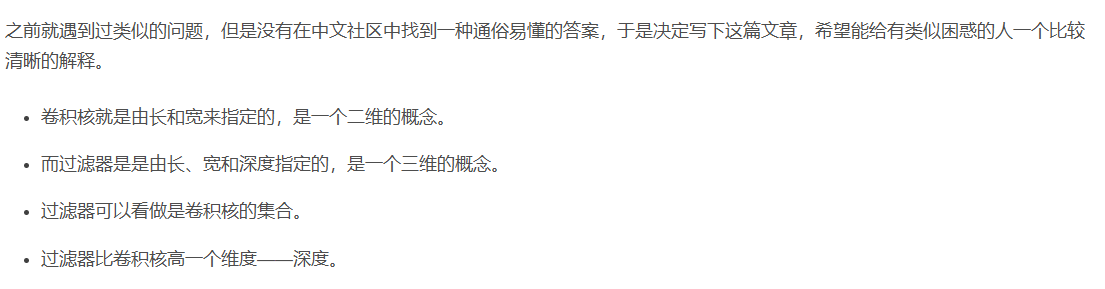 之前就遇到过类似的问题，但是没有在中文社区中找到一种通俗易懂的答案，于是决定写下这篇文章，希望能给有类似困惑的人一个比较
清晰的解释。
• 卷积核就是由长和宽来指定的，是一个二维的概念。
• 而过滤器是是由长、宽和深度指定的，是一个三维的概念。
• 过滤器可以看做是卷积核的集合。
• 过滤器比卷积核高一个维度——深度。